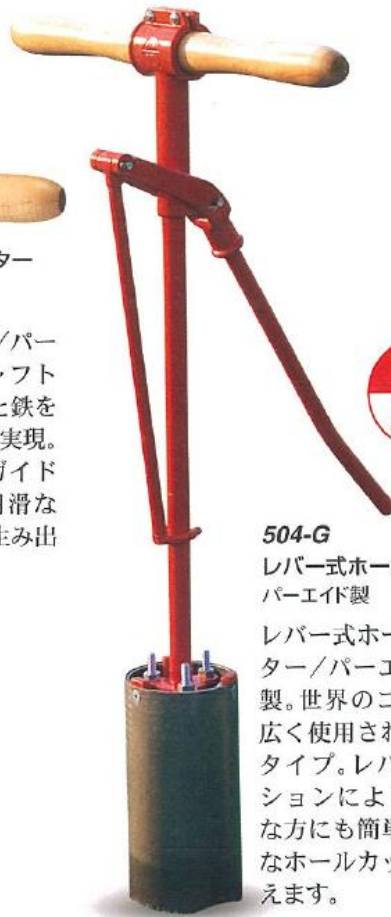 ター
/パー
ャフト
と鉄を
実現。
ガイド
円滑な
生み出
504-G
レバー式ホー
パーエイド製
レバー式ホー
ター/パーエ
製。世界のゴ
広く使用され
タイプ。レバ
ションによ
な方にも簡単
なホールカッ
えます。